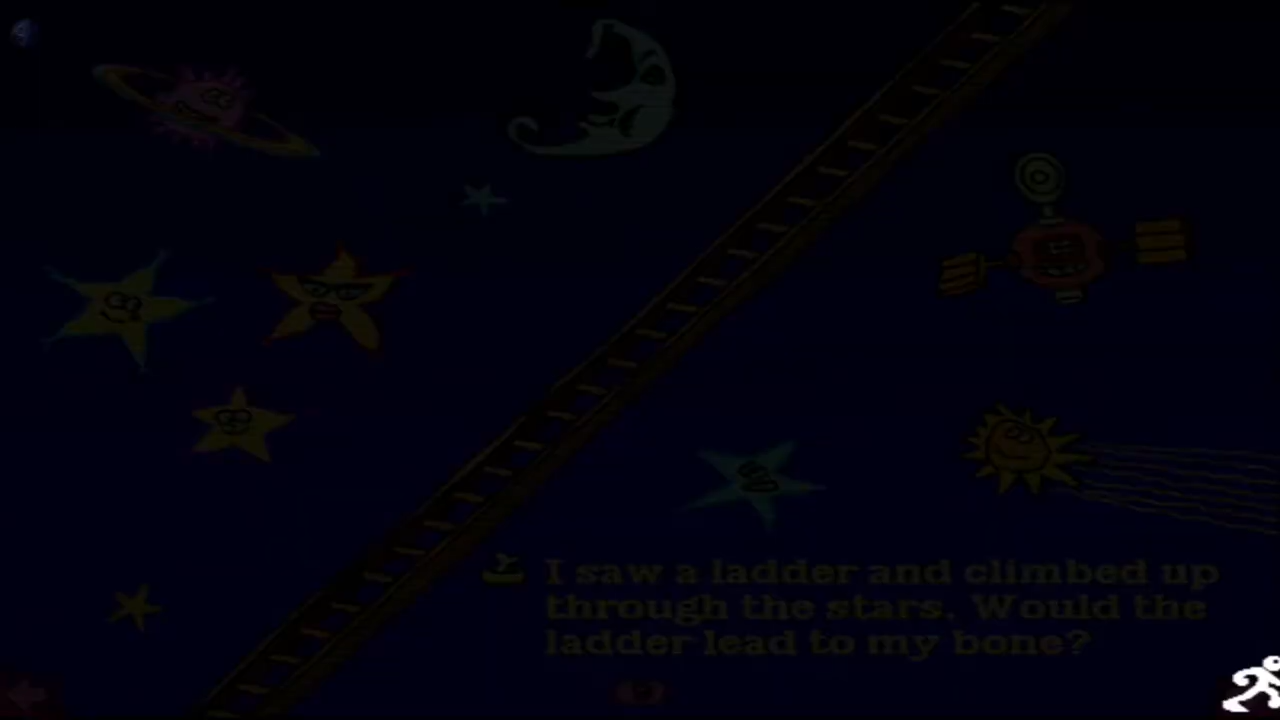 I saw a ladder and climbed up
through the stars. Would the
ladder lead to my bone?